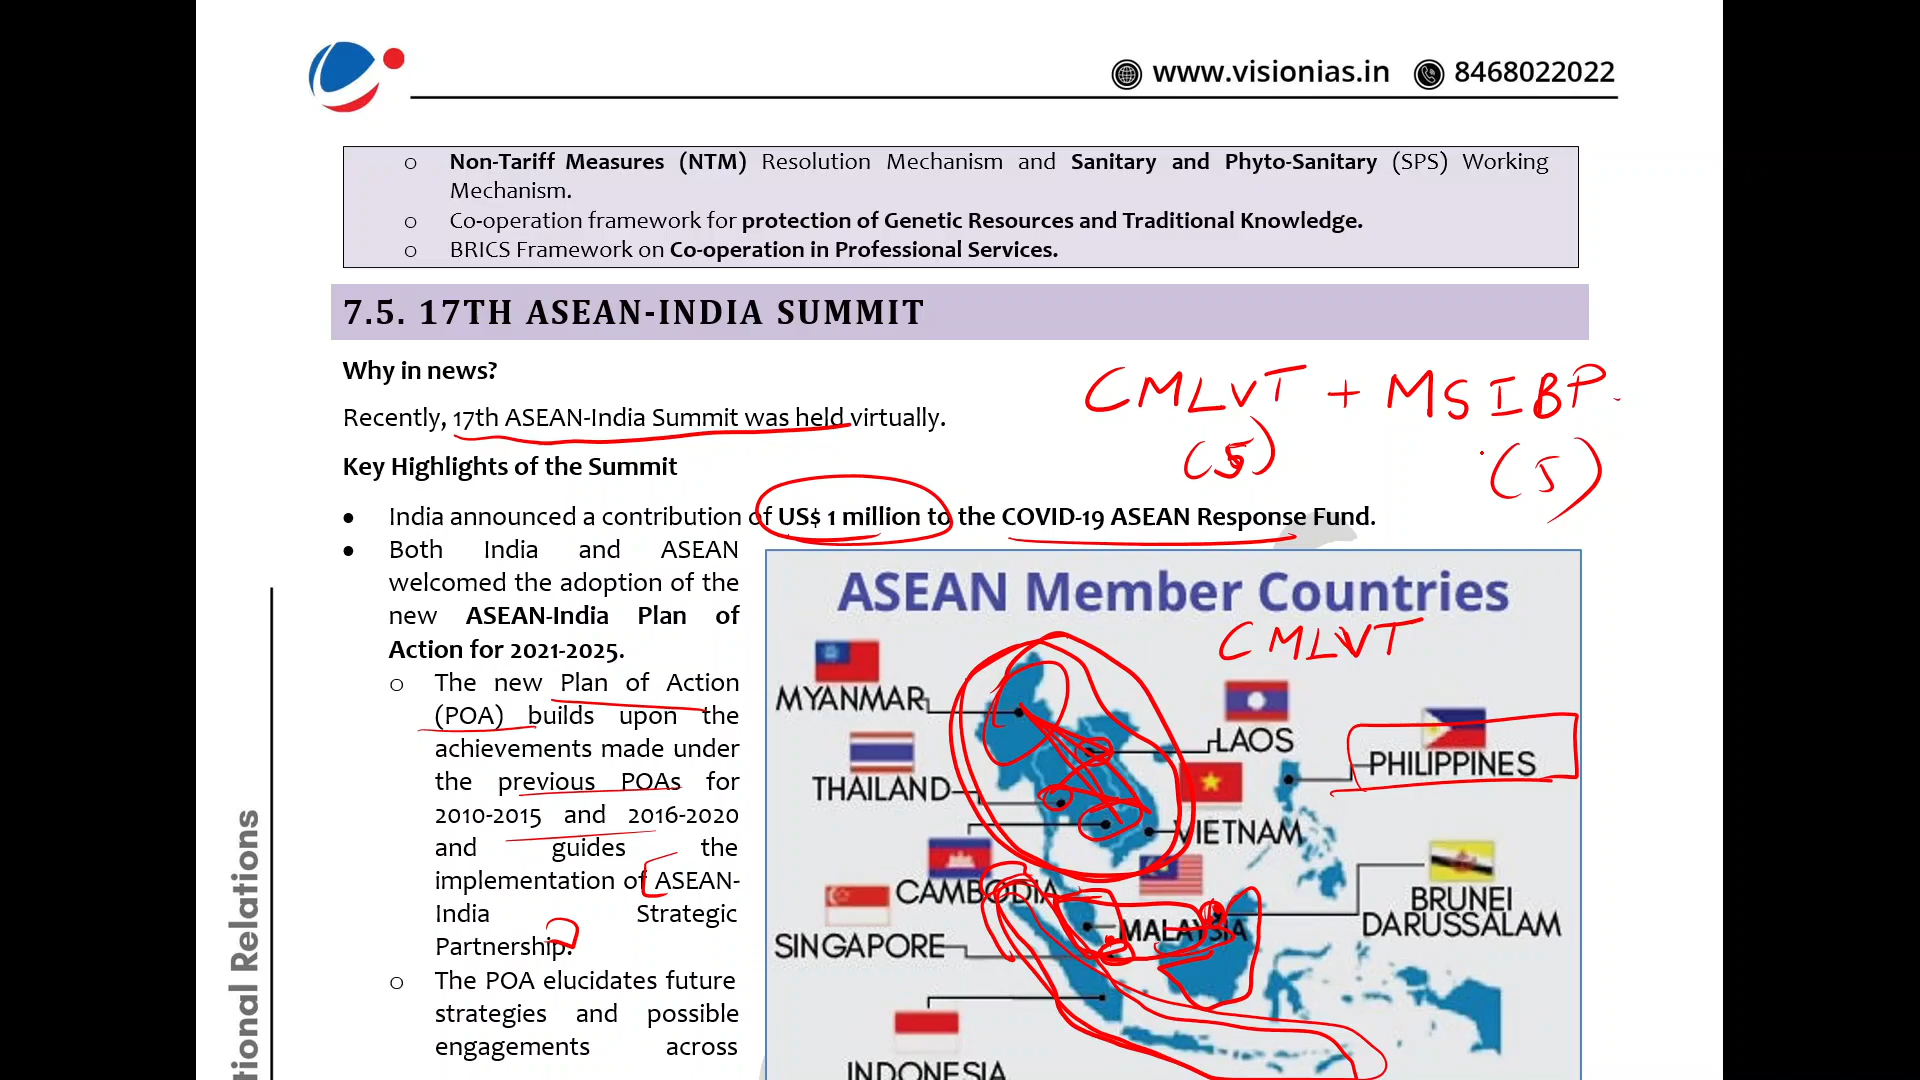 www.visionias.in 8468022022
o Non-Tariff Measures (NTM) Resolution Mechanism and Sanitary and Phyto-Sanitary (SPS) Working
Mechanism.
o Co-operation framework for protection of Genetic Resources and Traditional Knowledge.
o BRICS Framework on Co-operation in Professional Services.
7.5. 17TH ASEAN-INDIA SUMMIT
Why in news?
CMLVT + MSIBP.
Recently, 17th ASEAN-India Summit was held virtually.
(5) (5)
Key Highlights of the Summit
• India announced a contribution of US$ 1 million to the COVID-19 ASEAN Response Fund.
• Both India and ASEAN
welcomed the adoption of the
new ASEAN-India Plan of
Action for 2021-2025.
o The new Plan of Action
(POA) builds upon the
achievements made under
the previous POAs for
2010-2015 and 2016-2020
and guides the
implementation of ASEAN-
India Strategic
Partnership.
o The POA elucidates future
strategies and possible
engagements across
ASEAN Member Countries
CMLVT
MYANMAR
LAOS
PHILIPPINES
THAILAND
VIETNAM
CAMBODIA
BRUNEI
DARUSSALAM
MALAYSIA
SINGAPORE
INDONESIA
tional Relations